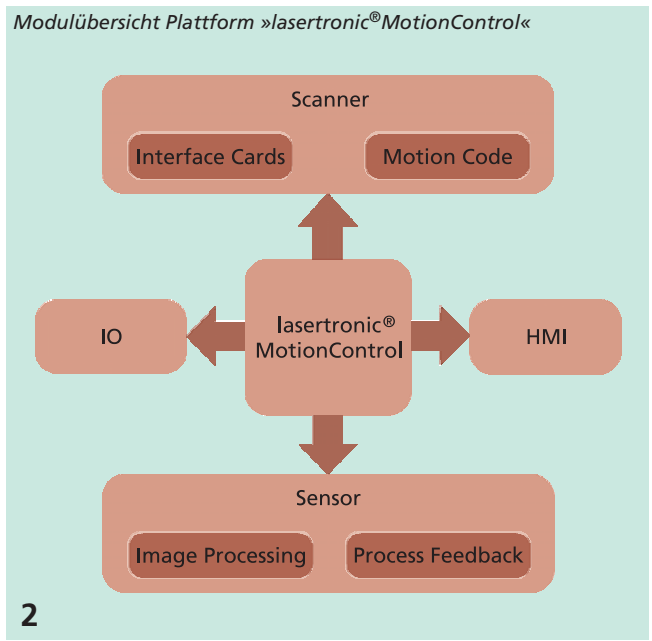 Modulübersicht Plattform »lasertronic®MotionControl«
Scanner
Interface Cards
Motion Code
IO
lasertronic®
MotionControl
HMI
Sensor
Image Processing
Process Feedback
2